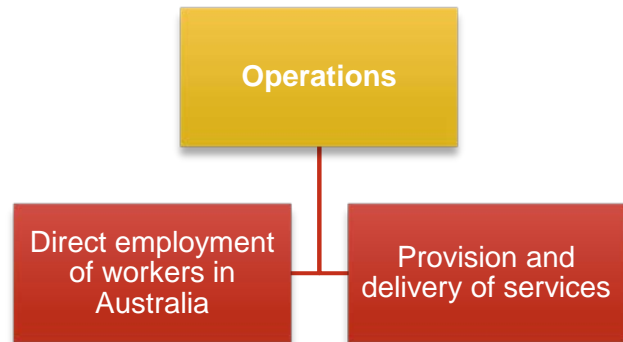 Operations
Direct employment
of workers in
Australia
Provision and
delivery of services